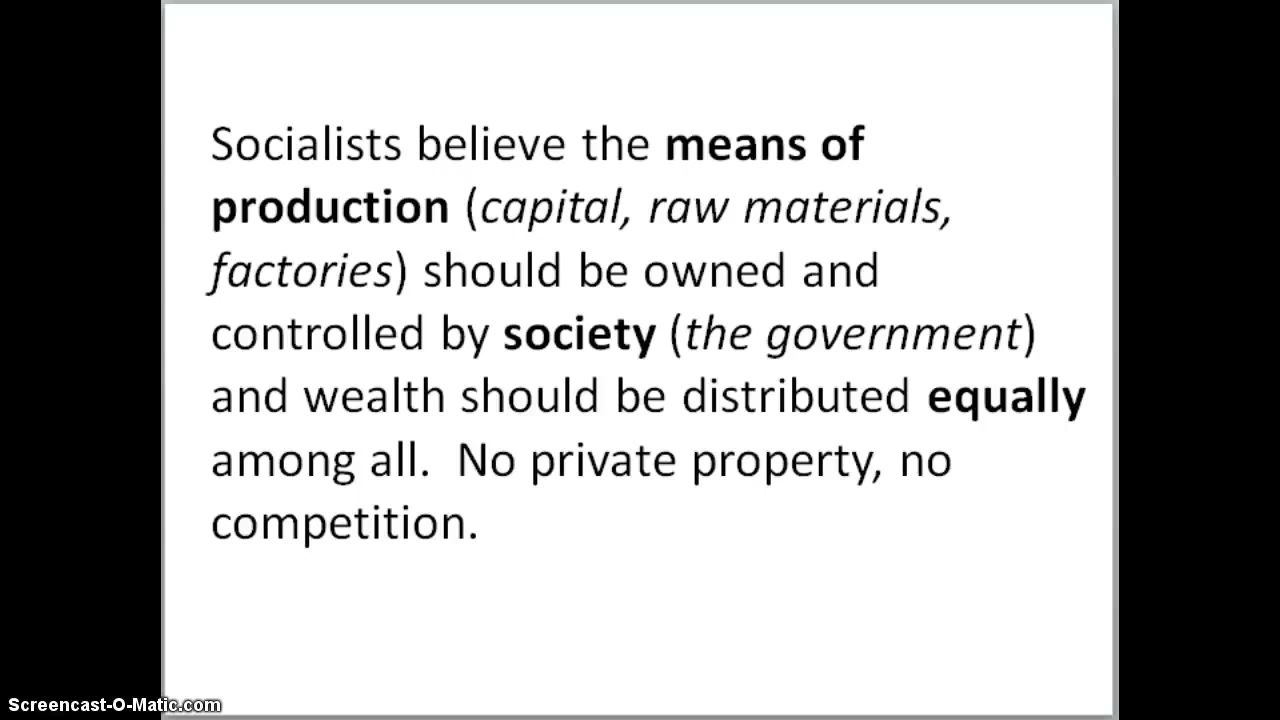 Socialists believe the means of
production (capital, raw materials,
factories) should be owned and
controlled by society (the government)
and wealth should be distributed equally
among all.  No private property, no
competition.
Screencast-O-Matic.com